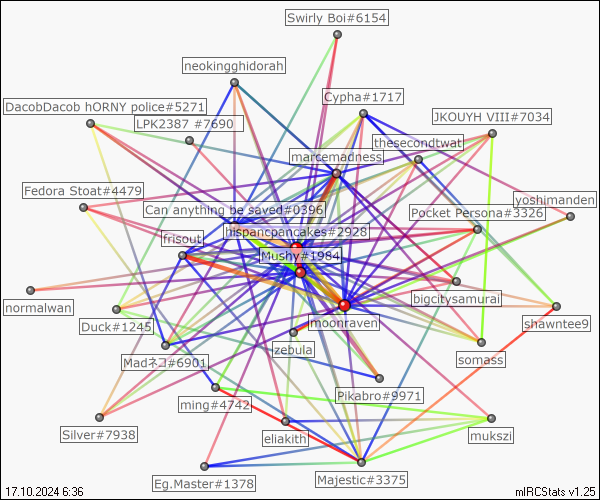 Swirly Boi#6154
neokingghidorah
Cypha#1717
DacobDacob hORNY police#5271
JKOUYH VIII#7034
LPK2387 #7690
thesecondtwat
marcemadness
Fedora Stoat#4479
yoshimanden
Can anything be saved#0396
Pocket Persona#3326
hispancpancakes#2928
frisout
Mushy#1984
bigcitysamurai
normalwan
moonraven
shawntee9
Duck#1245
zebula
somass
Madネコ#6901
Pikabro#9971
ming#4742
Silver#7938
eliakith
mukszi
Eg.Master#1378
Majestic#3375
17.10.2024 6:36
mIRCStats v1.25